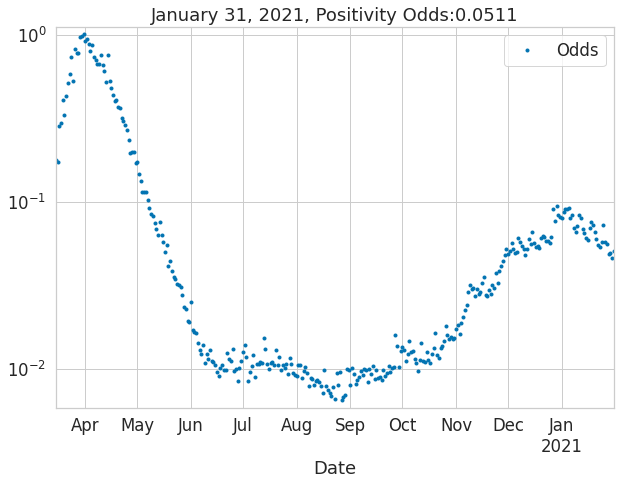 January 31, 2021, Positivity Odds:0.0511
Odds
10⁰
10⁻¹
10⁻²
Apr May Jun Jul Aug Sep Oct Nov Dec Jan
2021
Date